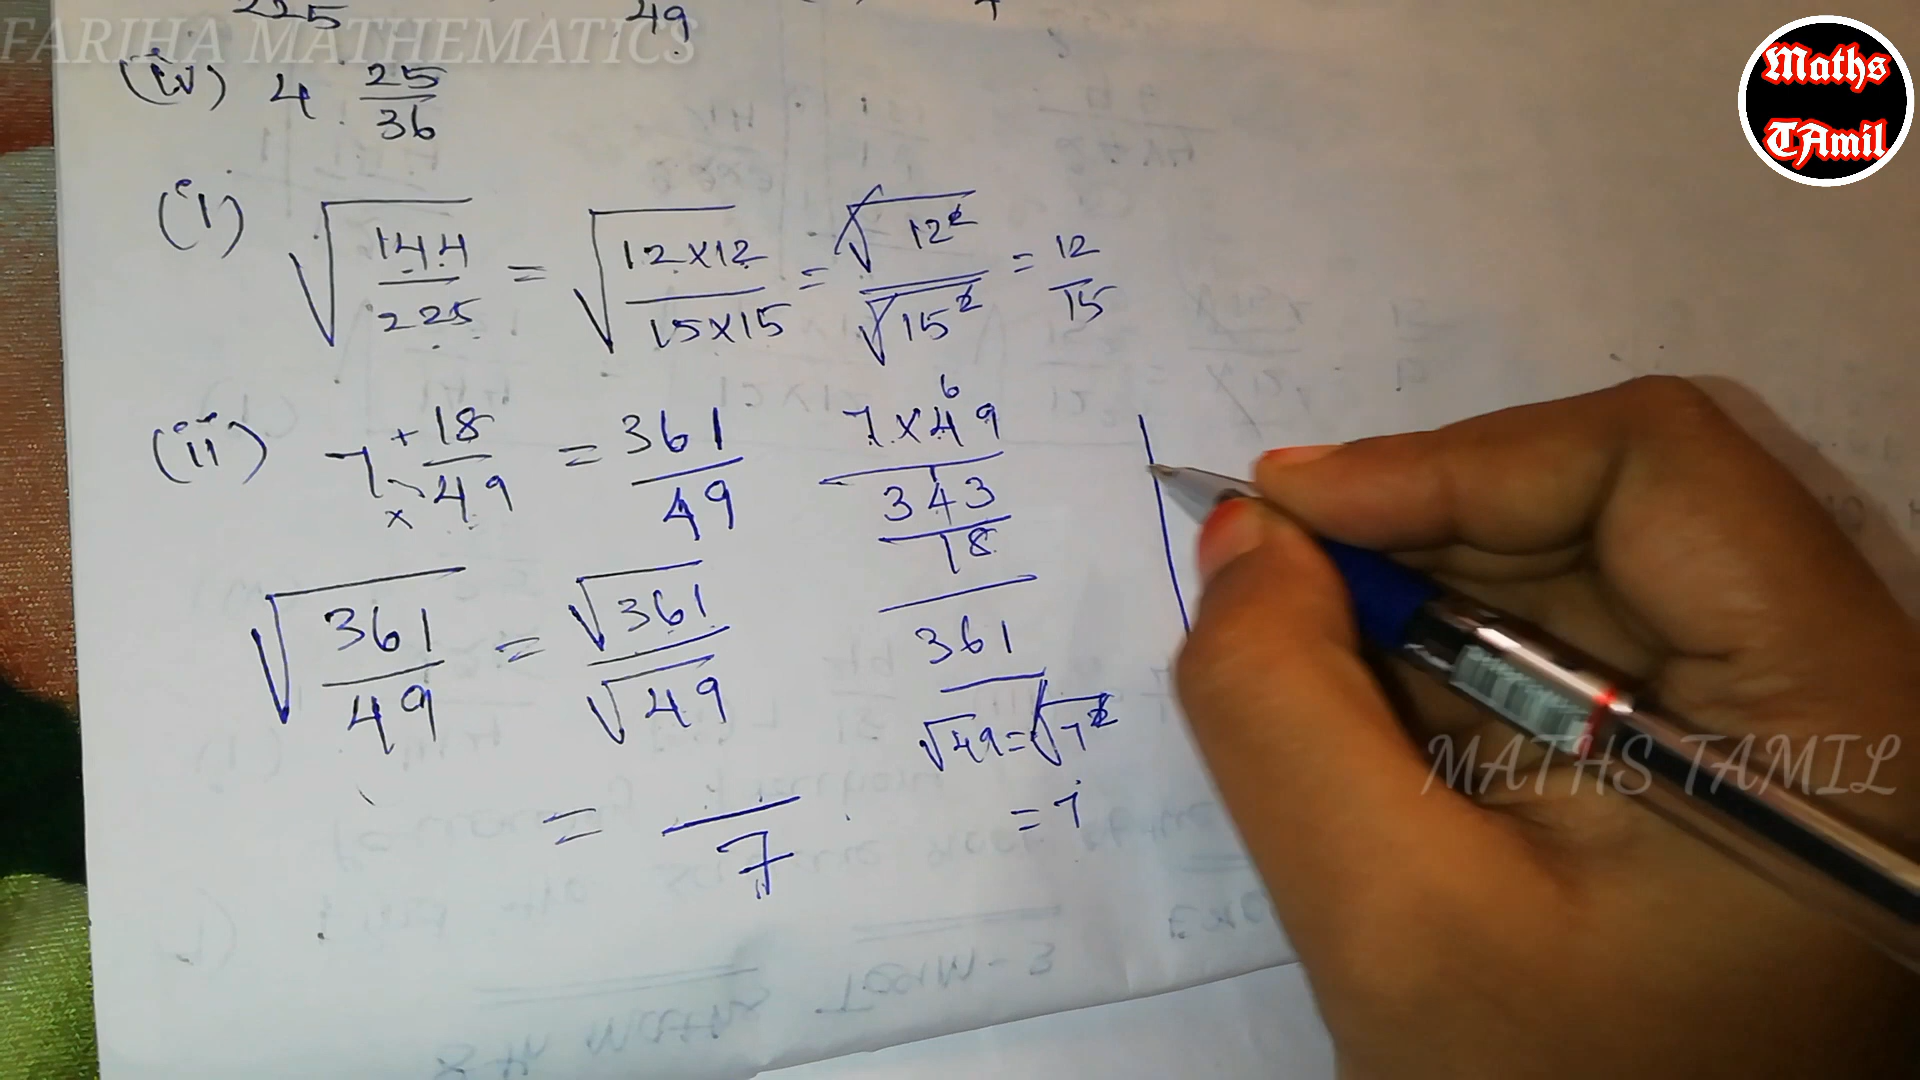 225 49
FARIHA MATHEMATICS
Maths
TAmil
(iv) 4 25/36
(i) √(144/225) = √(12×12/15×15) = √12²/√15² = 12/15
(ii) 7 + 18/49 = 361/49
×
6
7×49
343
18
361
√(361/49) = √361/√49
√49 = √7²
= 7
= /7
MATHS TAMIL